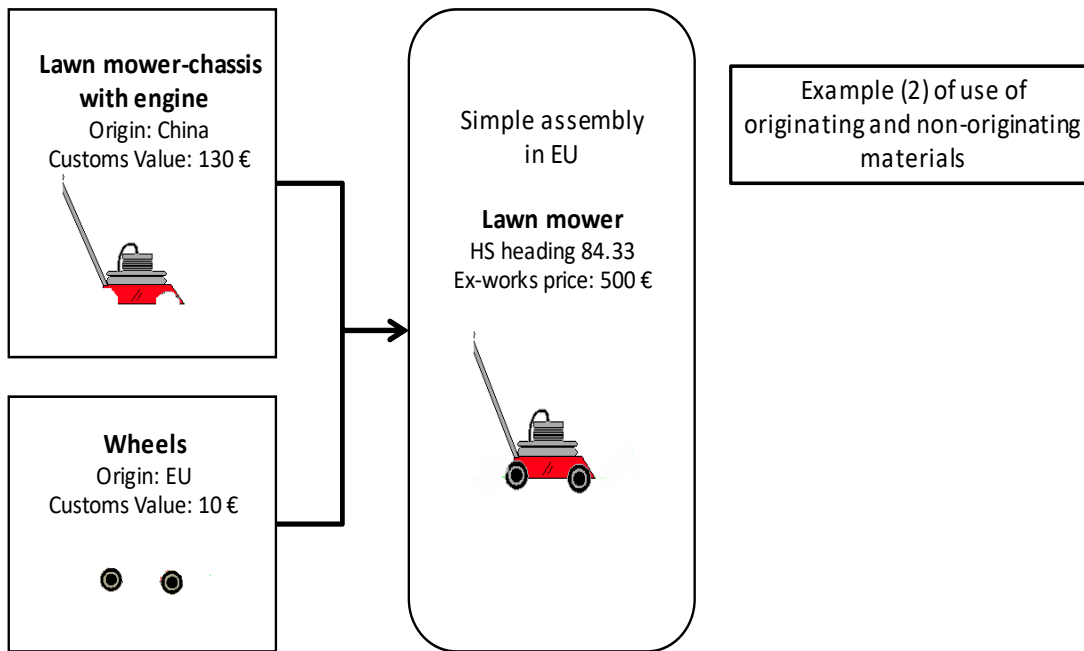 Lawn mower-chassis
with engine
Origin: China
Customs Value: 130 €
Wheels
Origin: EU
Customs Value: 10 €
Simple assembly
in EU
Lawn mower
HS heading 84.33
Ex-works price: 500 €
Example (2) of use of
originating and non-originating
materials